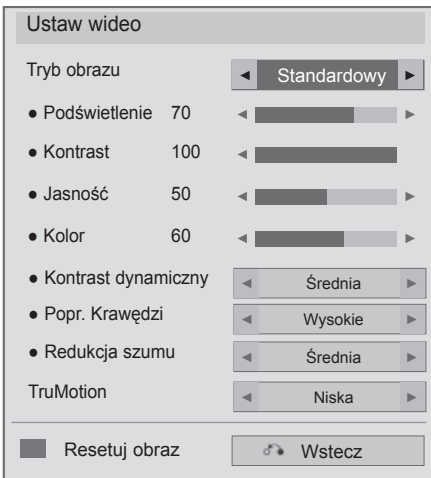 Ustaw wideo
Tryb obrazu ◄ Standardowy ►
● Podświetlenie 70 ◄ ►
● Kontrast 100 ◄
● Jasność 50 ◄ ►
● Kolor 60 ◄ ►
● Kontrast dynamiczny ◄ Średnia ►
● Popr. Krawędzi ◄ Wysokie ►
● Redukcja szumu ◄ Średnia ►
TruMotion ◄ Niska ►
Resetuj obraz Wstecz